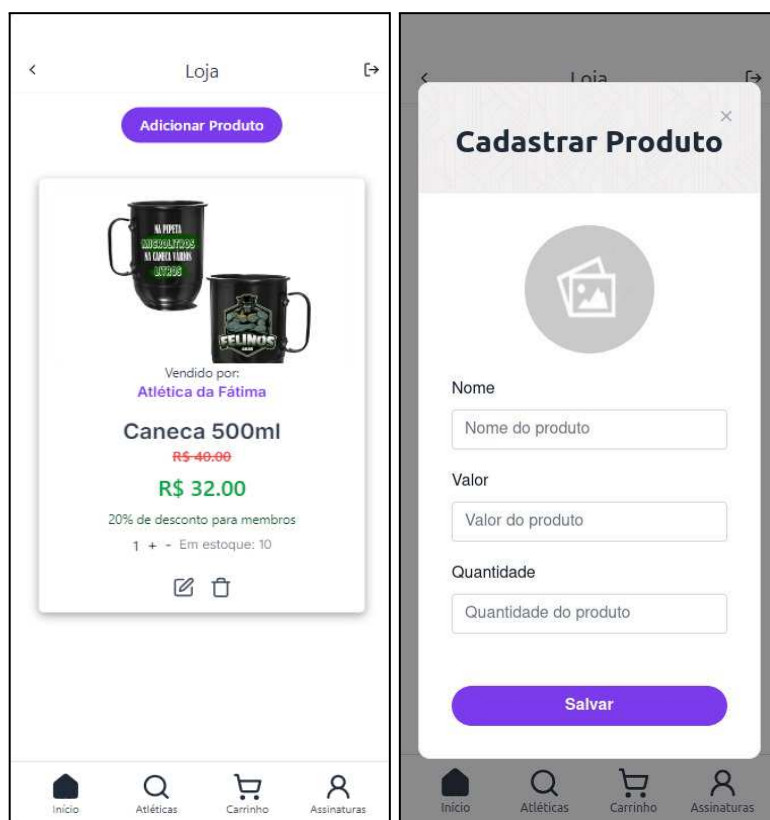 Loja
Adicionar Produto
NA PIPETA
MICROLITROS
NA CANECA VÁRIOS
LITROS
FELINOS
Vendido por:
Atlética da Fátima
Caneca 500ml
R$ 40.00
R$ 32.00
20% de desconto para membros
1 + - Em estoque: 10
Início
Atléticas
Carrinho
Assinaturas
Loja
×
Cadastrar Produto
Nome
Nome do produto
Valor
Valor do produto
Quantidade
Quantidade do produto
Salvar
Início
Atléticas
Carrinho
Assinaturas